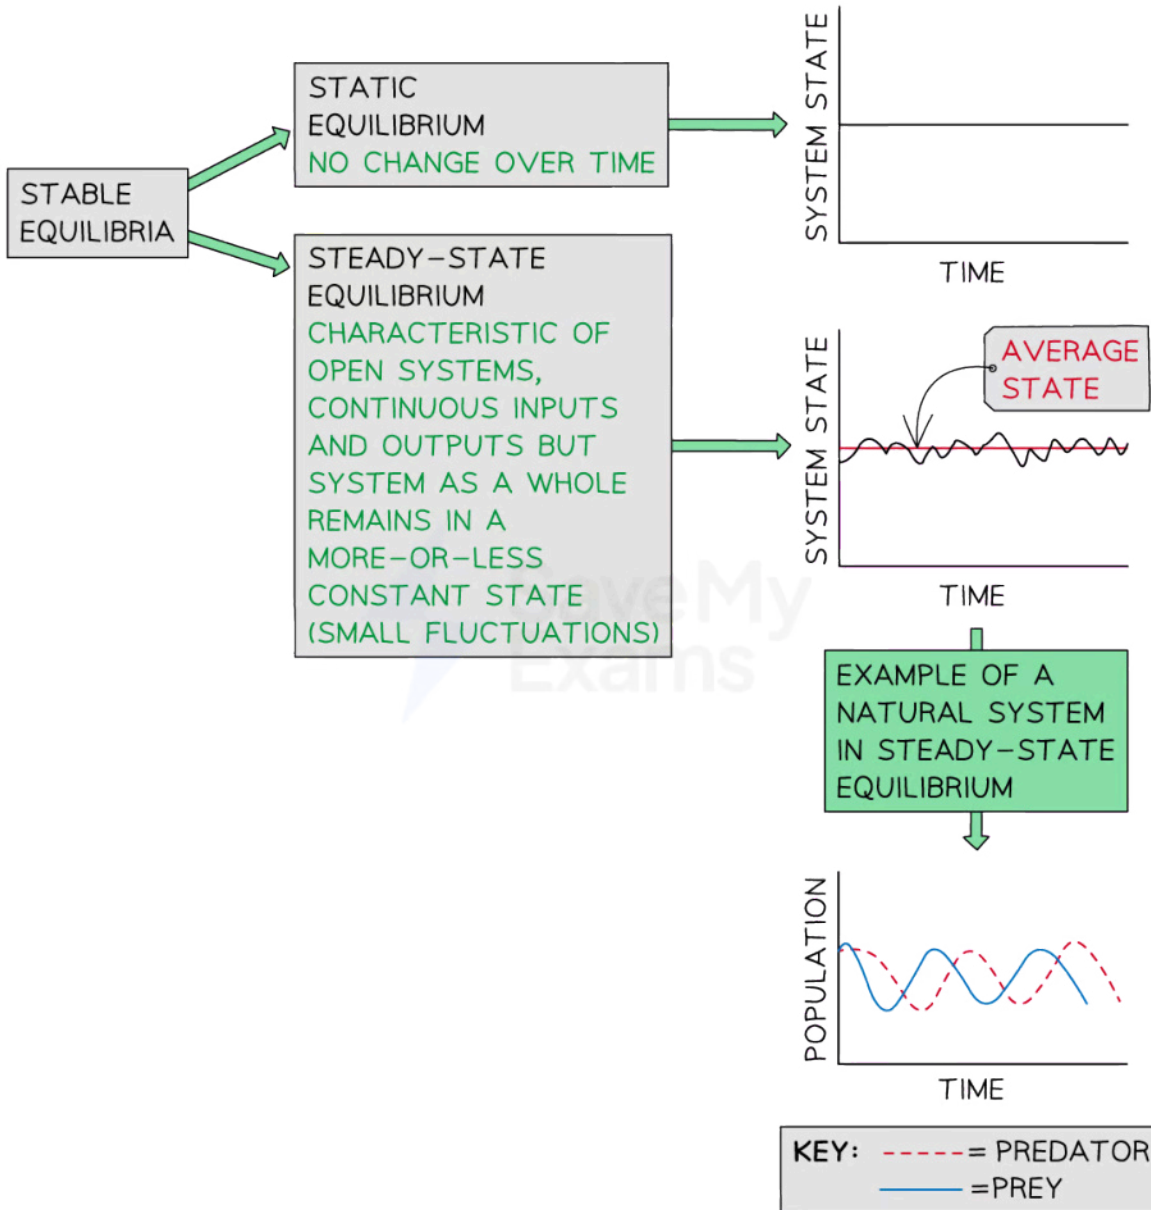 STABLE
EQUILIBRIA
STATIC
EQUILIBRIUM
NO CHANGE OVER TIME
SYSTEM STATE
TIME
STEADY-STATE
EQUILIBRIUM
CHARACTERISTIC OF
OPEN SYSTEMS,
CONTINUOUS INPUTS
AND OUTPUTS BUT
SYSTEM AS A WHOLE
REMAINS IN A
MORE-OR-LESS
CONSTANT STATE
(SMALL FLUCTUATIONS)
SYSTEM STATE
AVERAGE
STATE
TIME
SaveMy
Exams
EXAMPLE OF A
NATURAL SYSTEM
IN STEADY-STATE
EQUILIBRIUM
POPULATION
TIME
KEY: = PREDATOR
=PREY